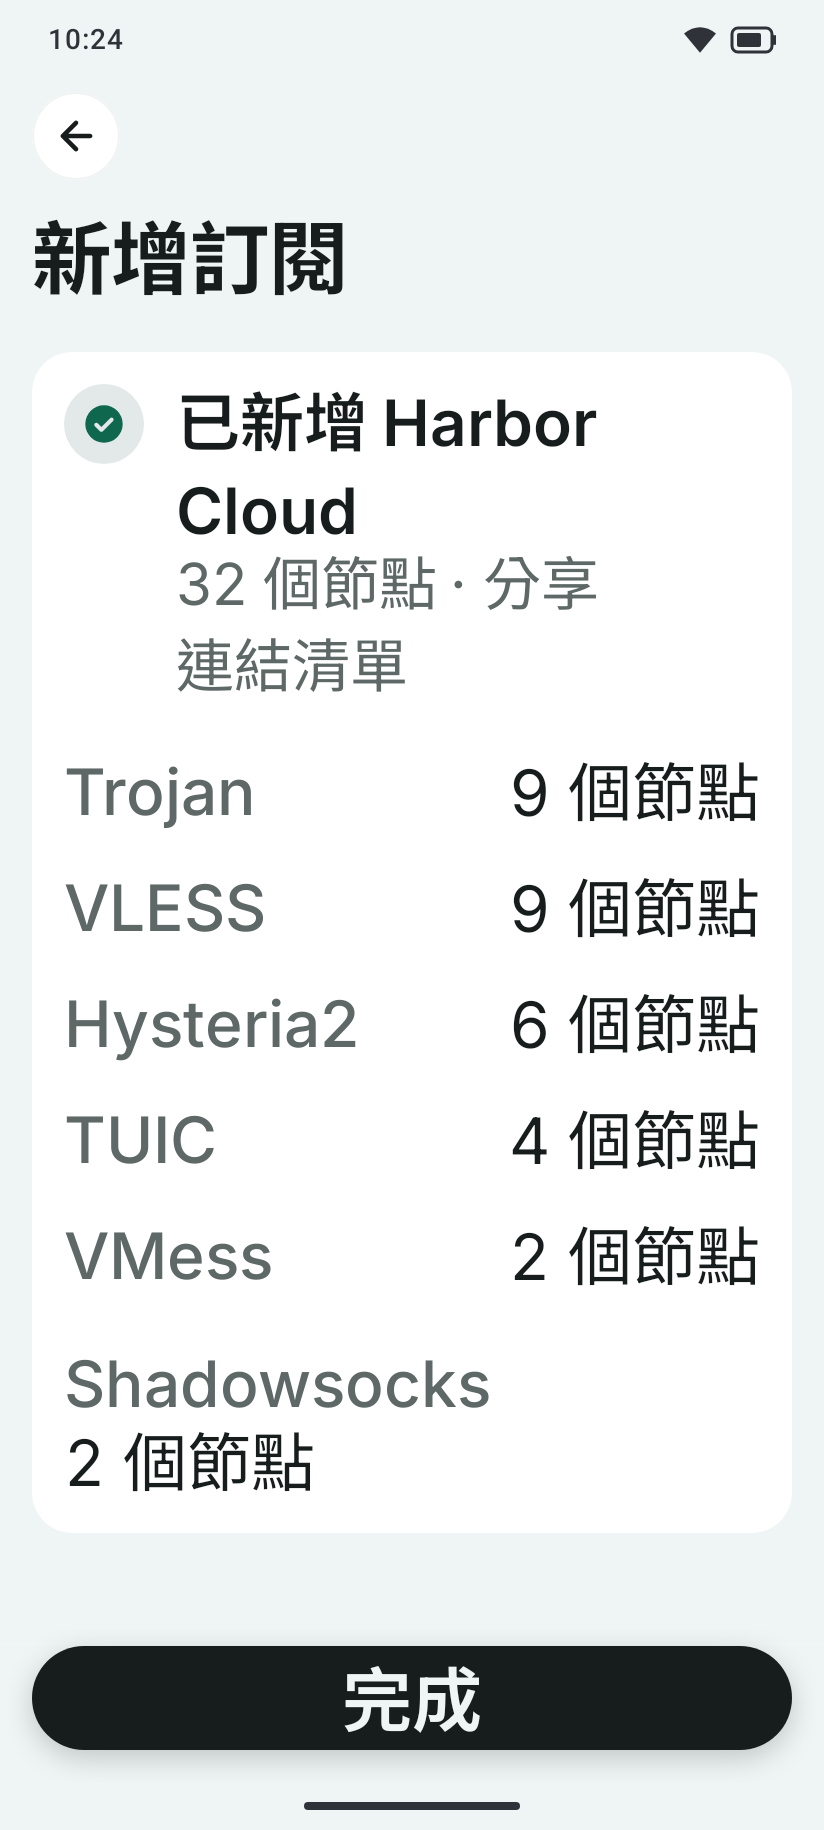 10:24
新增訂閱
已新增 Harbor
Cloud
32 個節點 · 分享
連結清單
Trojan 9 個節點
VLESS 9 個節點
Hysteria2 6 個節點
TUIC 4 個節點
VMess 2 個節點
Shadowsocks
2 個節點
完成